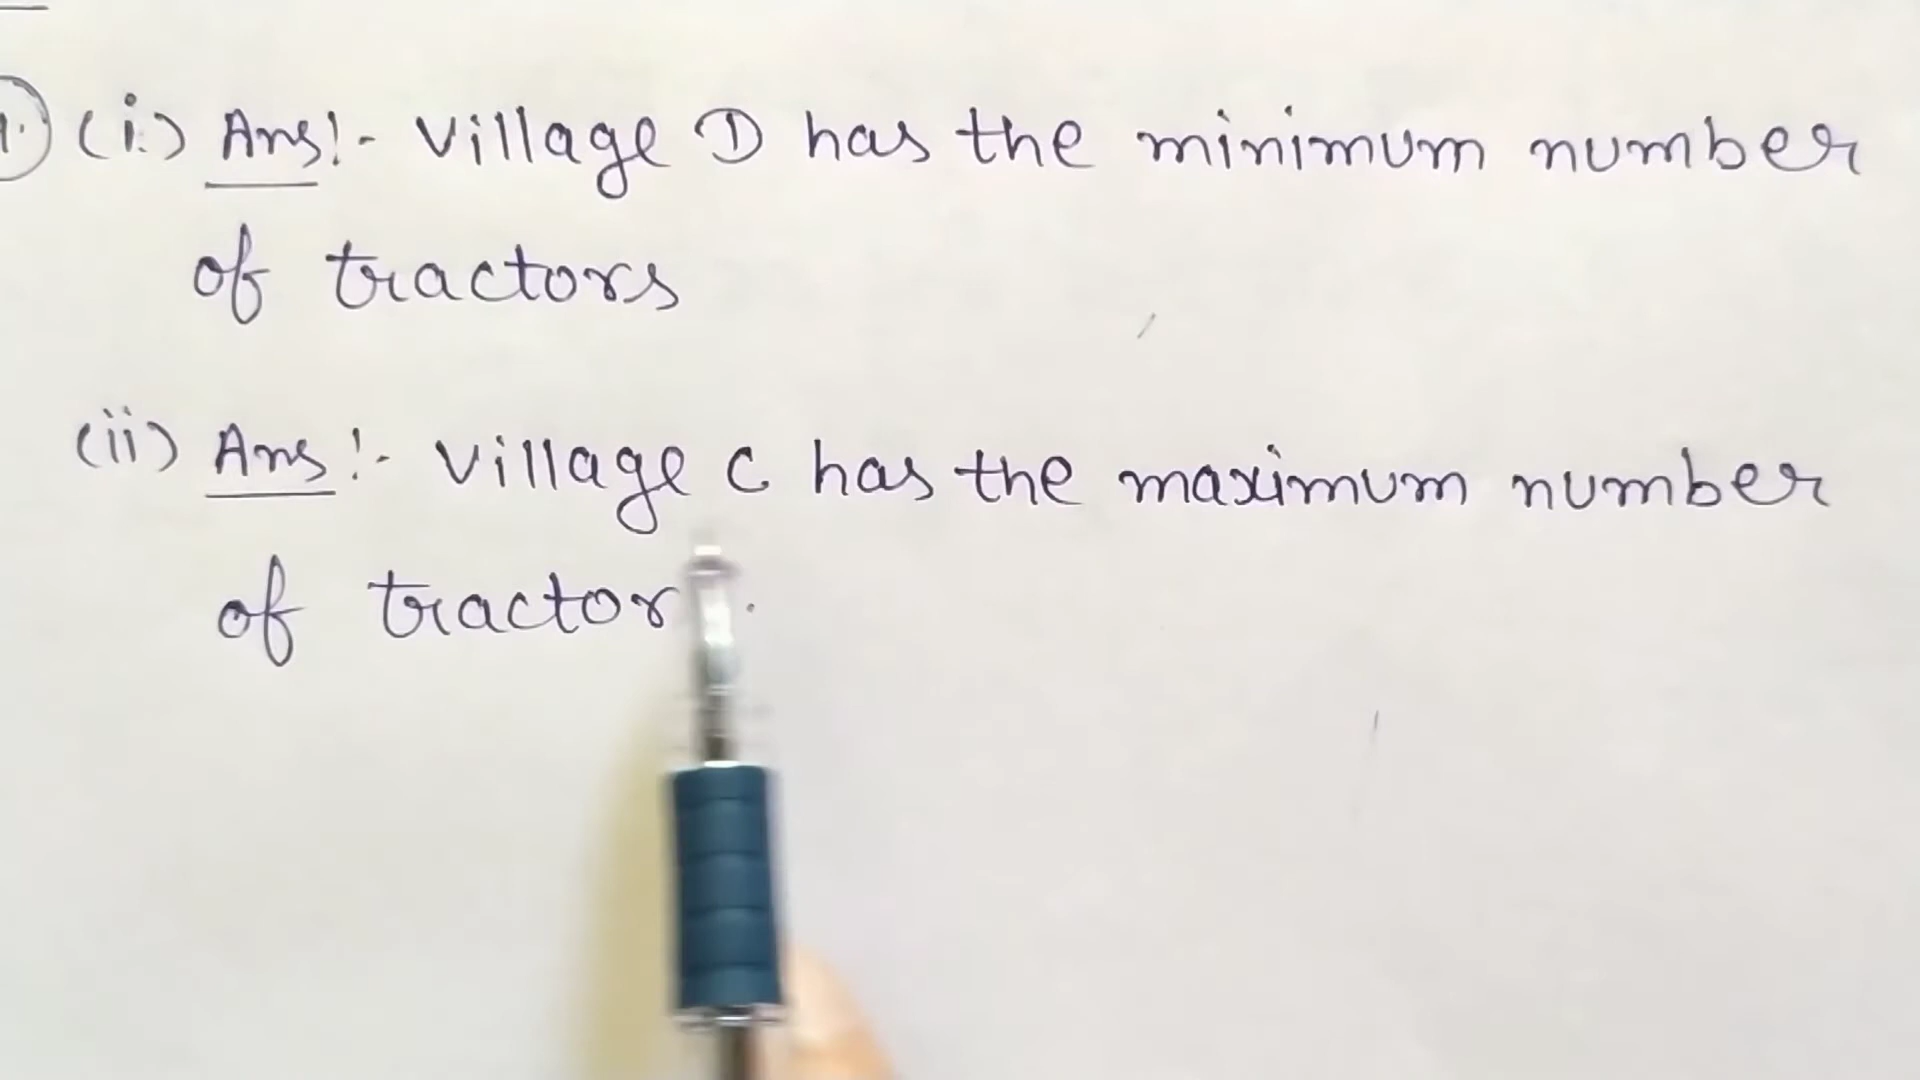 1. (i.) Ans:- Village D has the minimum number
of tractors
(ii) Ans:- Village C has the maximum number
of tractor .